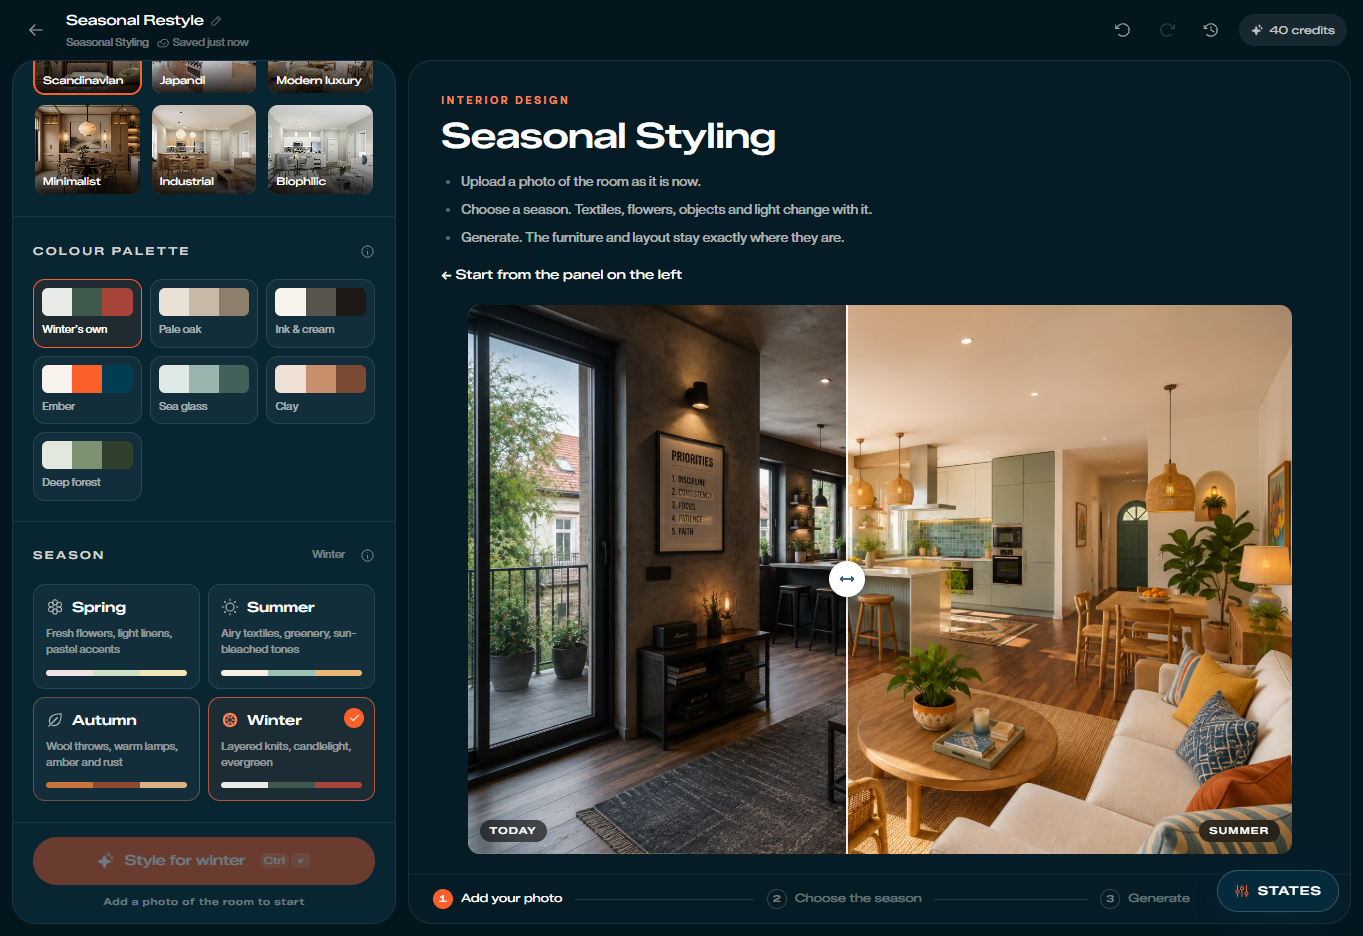 Seasonal Restyle
Seasonal Styling Saved just now
40 credits
Scandinavian Japandi Modern luxury
Minimalist Industrial Biophilic
COLOUR PALETTE
Winter's own Pale oak Ink & cream
Ember Sea glass Clay
Deep forest
SEASON Winter
Spring
Fresh flowers, light linens,
pastel accents
Summer
Airy textiles, greenery, sun-
bleached tones
Autumn
Wool throws, warm lamps,
amber and rust
Winter
Layered knits, candlelight,
evergreen
Style for winter Ctrl ↵
Add a photo of the room to start
INTERIOR DESIGN
Seasonal Styling
• Upload a photo of the room as it is now.
• Choose a season. Textiles, flowers, objects and light change with it.
• Generate. The furniture and layout stay exactly where they are.
← Start from the panel on the left
PRIORITIES
1. DISCIPLINE
2. CONSISTENCY
3. FOCUS
4. PATIENCE
5. FAITH
Marshall
TODAY
SUMMER
1 Add your photo 2 Choose the season 3 Generate
STATES